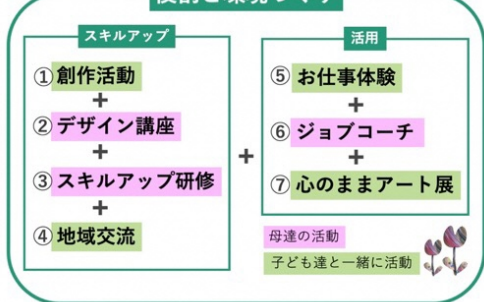 スキルアップ
①創作活動
+
②デザイン講座
+
③スキルアップ研修
+
④地域交流
+
活用
⑤お仕事体験
+
⑥ジョブコーチ
+
⑦心のままアート展
母達の活動
子ども達と一緒に活動